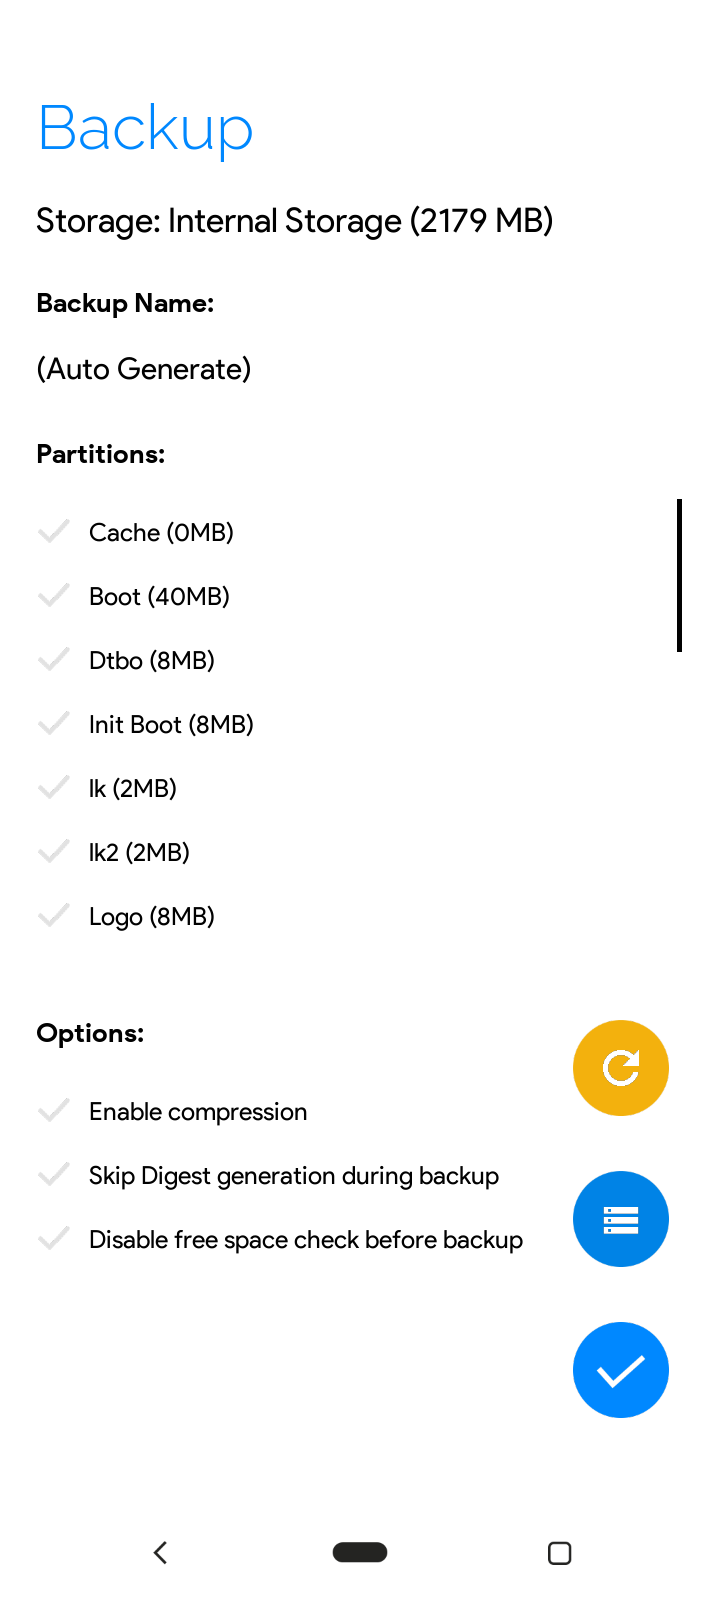 Backup
Storage: Internal Storage (2179 MB)
Backup Name:
(Auto Generate)
Partitions:
Cache (0MB)
Boot (40MB)
Dtbo (8MB)
Init Boot (8MB)
lk (2MB)
lk2 (2MB)
Logo (8MB)
Options:
Enable compression
Skip Digest generation during backup
Disable free space check before backup